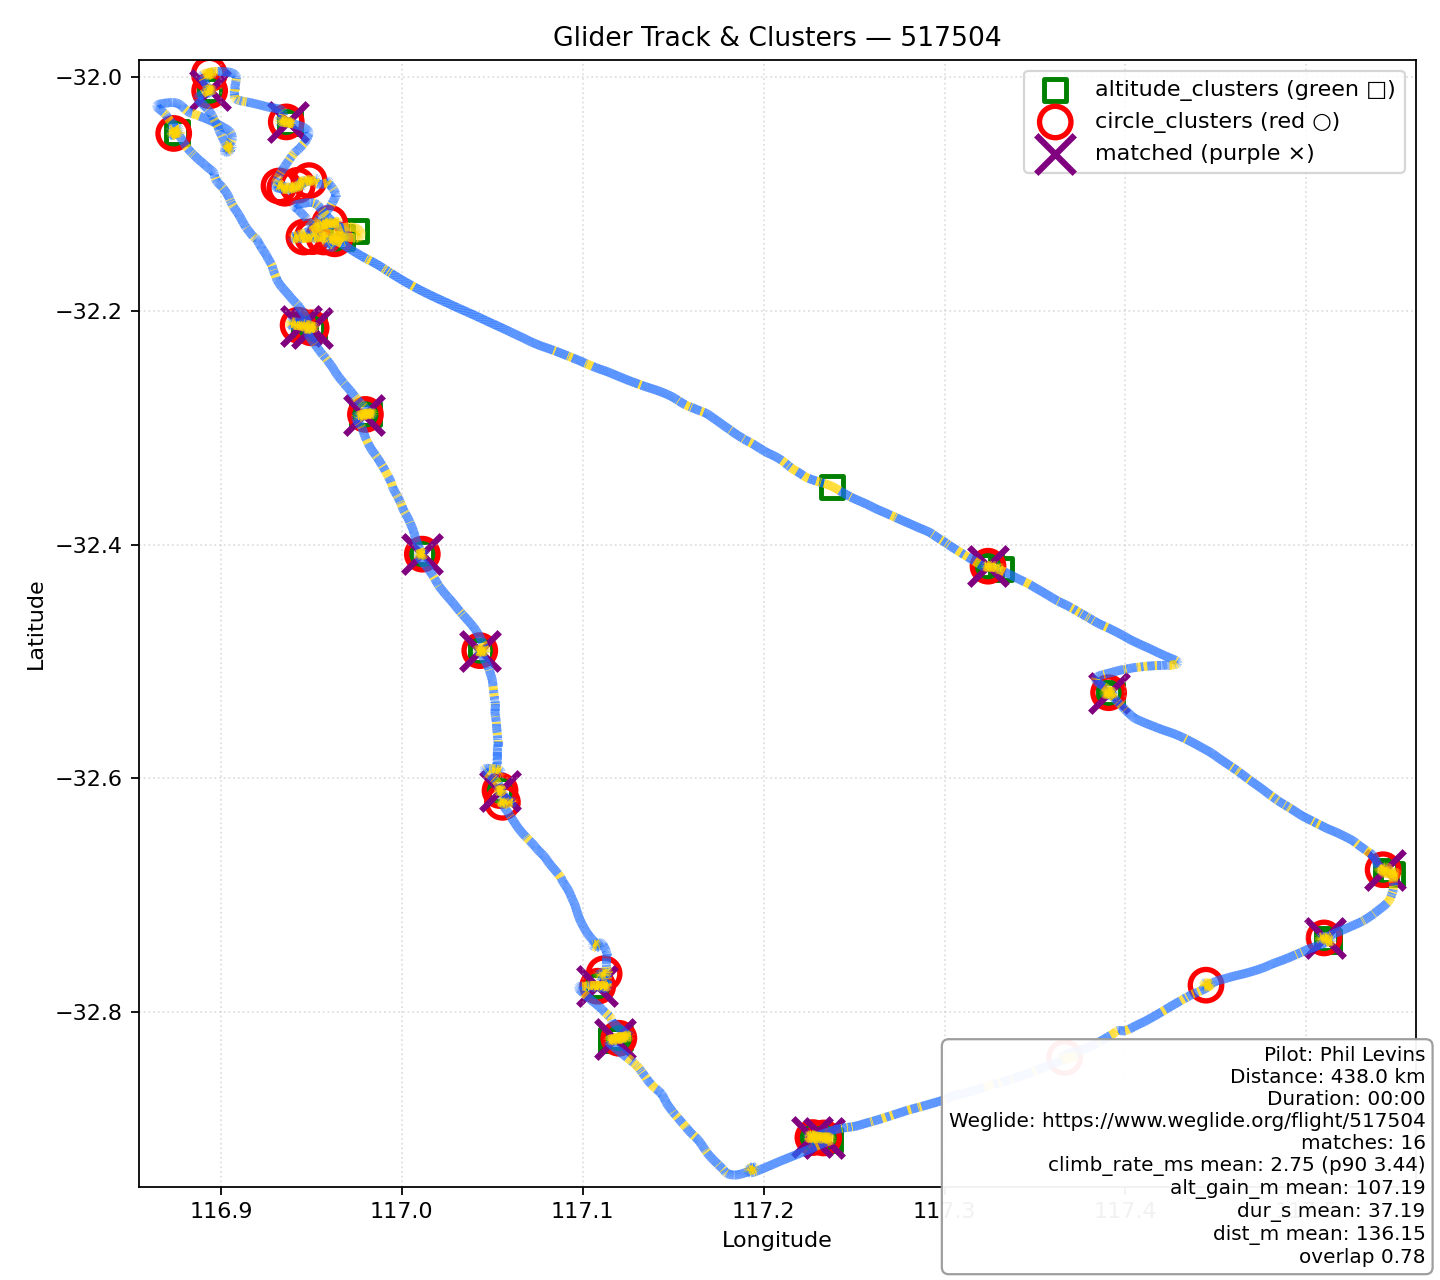 Glider Track & Clusters — 517504
altitude_clusters (green □)
circle_clusters (red ○)
matched (purple ×)
Latitude
−32.0
−32.2
−32.4
−32.6
−32.8
116.9
117.0
117.1
117.2
117.3
117.4
Longitude
Pilot: Phil Levins
Distance: 438.0 km
Duration: 00:00
Weglide: https://www.weglide.org/flight/517504
matches: 16
climb_rate_ms mean: 2.75 (p90 3.44)
alt_gain_m mean: 107.19
dur_s mean: 37.19
dist_m mean: 136.15
overlap 0.78